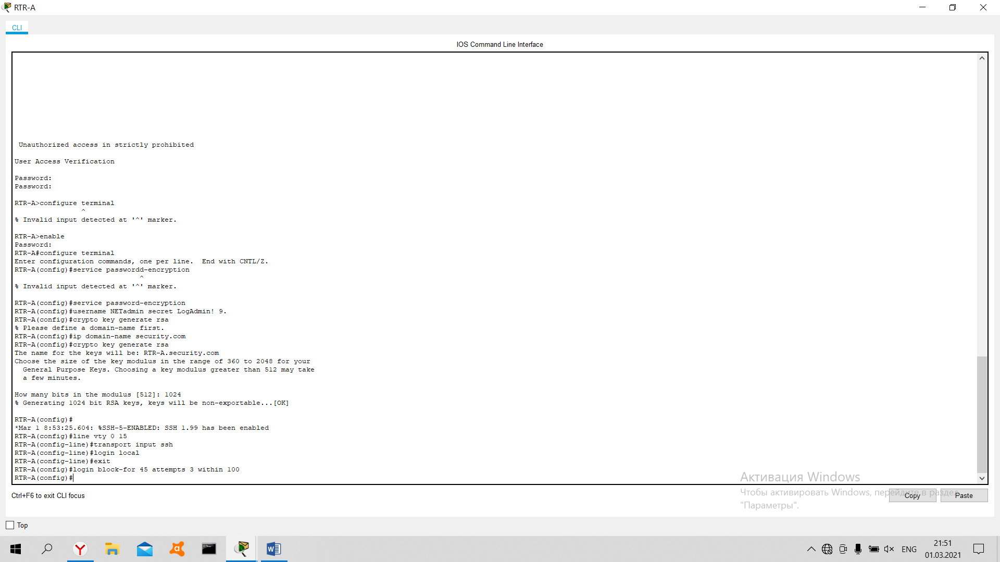 RTR-A
CLI
IOS Command Line Interface
Unauthorized access in strictly prohibited
User Access Verification
Password:
Password:
RTR-A>configure terminal
^
% Invalid input detected at '^' marker.
RTR-A>enable
Password:
RTR-A#configure terminal
Enter configuration commands, one per line.  End with CNTL/Z.
RTR-A(config)#service passwordd-encryption
^
% Invalid input detected at '^' marker.
RTR-A(config)#service password-encryption
RTR-A(config)#username NETadmin secret LogAdmin! 9.
RTR-A(config)#crypto key generate rsa
% Please define a domain-name first.
RTR-A(config)#ip domain-name security.com
RTR-A(config)#crypto key generate rsa
The name for the keys will be: RTR-A.security.com
Choose the size of the key modulus in the range of 360 to 2048 for your
General Purpose Keys. Choosing a key modulus greater than 512 may take
a few minutes.
How many bits in the modulus [512]: 1024
% Generating 1024 bit RSA keys, keys will be non-exportable...[OK]
RTR-A(config)#
*Mar 1 8:53:25.604: %SSH-5-ENABLED: SSH 1.99 has been enabled
RTR-A(config)#line vty 0 15
RTR-A(config-line)#transport input ssh
RTR-A(config-line)#login local
RTR-A(config-line)#exit
RTR-A(config)#login block-for 45 attempts 3 within 100
RTR-A(config)#
Активация Windows
Чтобы активировать Windows, перейдите в раздел
"Параметры".
Ctrl+F6 to exit CLI focus
Copy
Paste
Top
ENG
21:51
01.03.2021